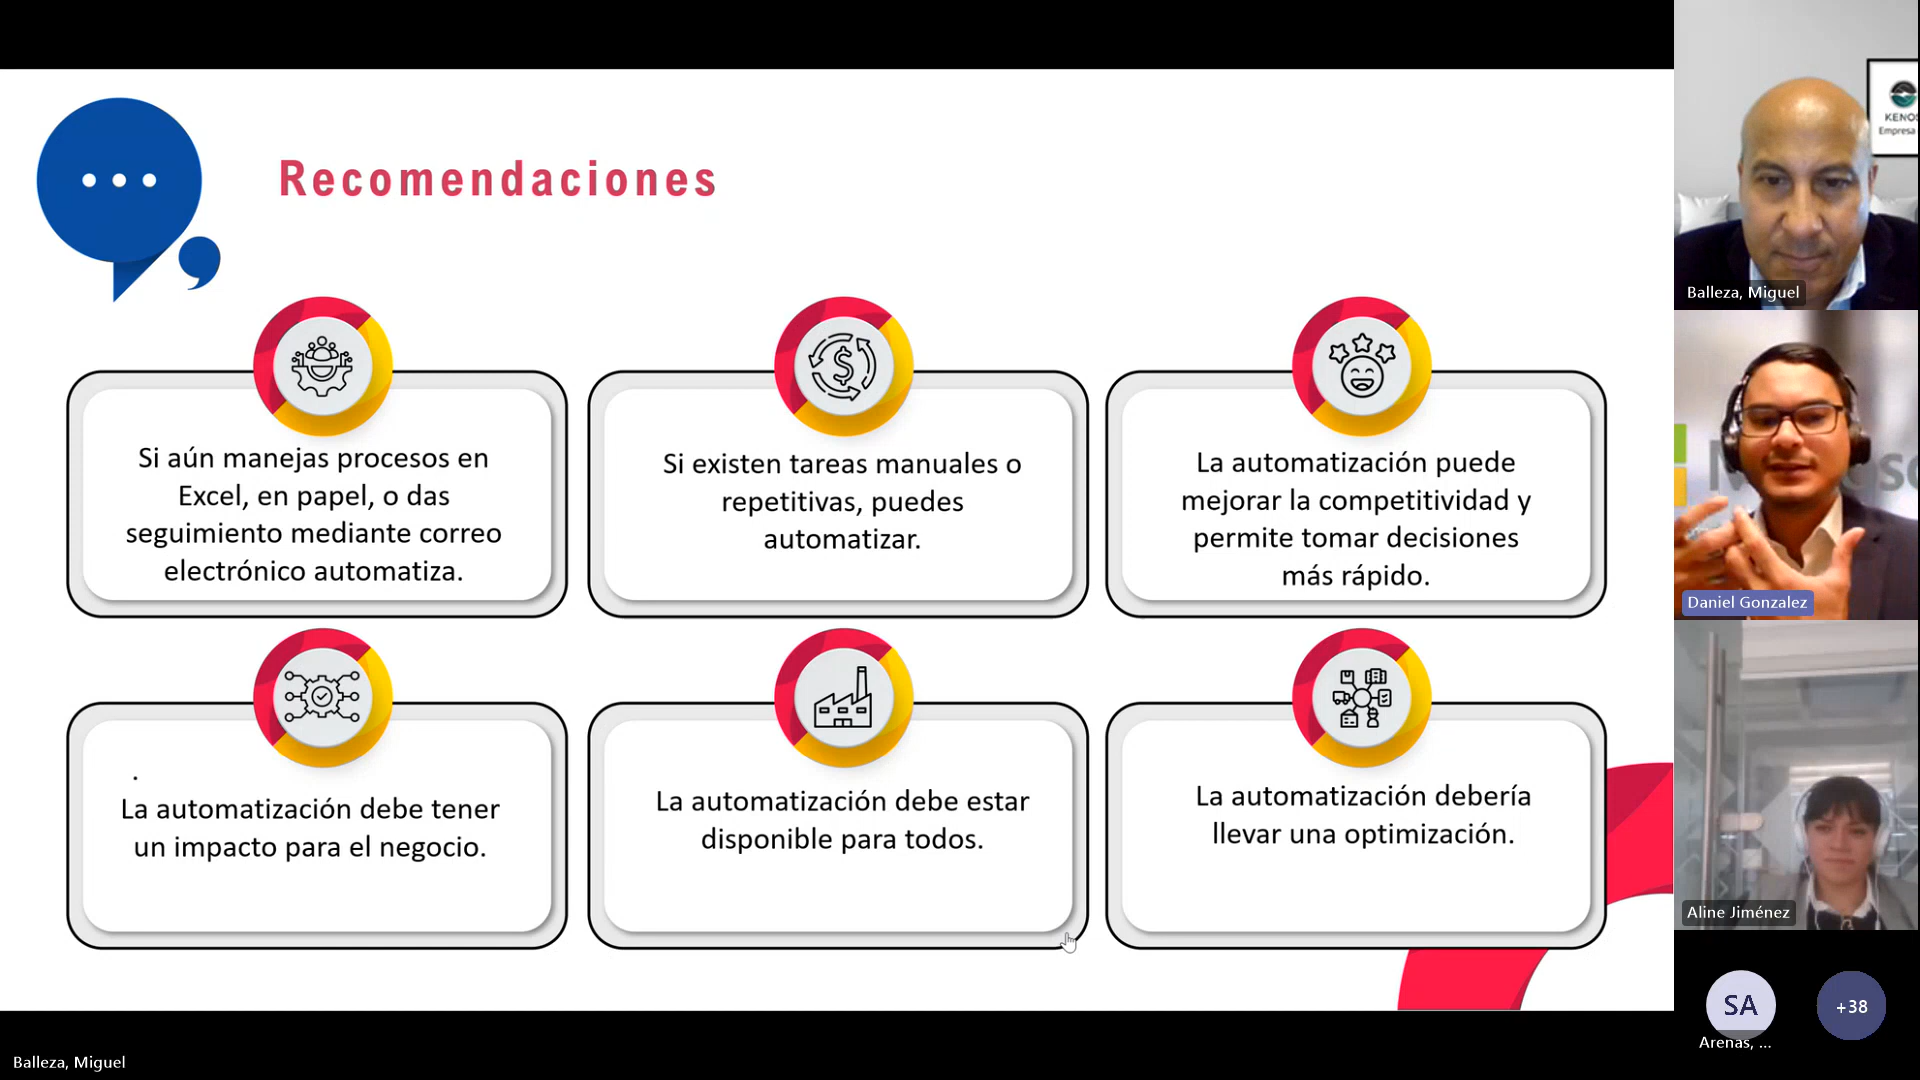 Recomendaciones
Si aún manejas procesos en
Excel, en papel, o das
seguimiento mediante correo
electrónico automatiza.
Si existen tareas manuales o
repetitivas, puedes
automatizar.
La automatización puede
mejorar la competitividad y
permite tomar decisiones
más rápido.
.
La automatización debe tener
un impacto para el negocio.
La automatización debe estar
disponible para todos.
La automatización debería
llevar una optimización.
Balleza, Miguel
KENO
Empresa
Balleza, Miguel
Daniel Gonzalez
Aline Jiménez
SA
+38
Arenas, ...